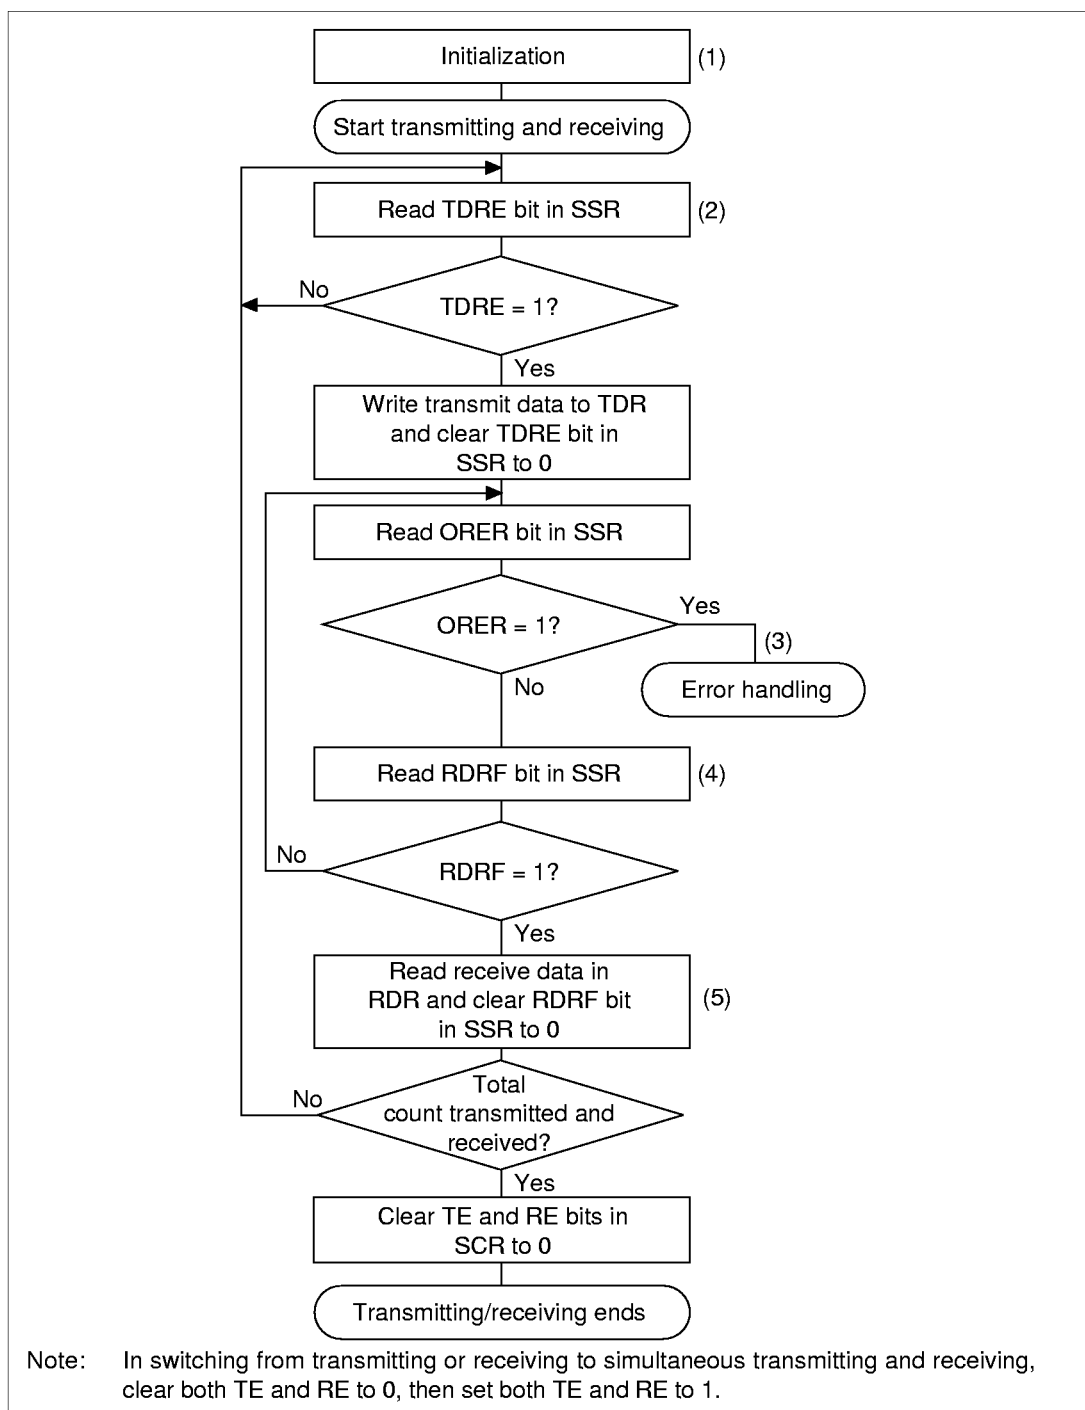 Initialization
(1)
Start transmitting and receiving
Read TDRE bit in SSR
(2)
No
TDRE = 1?
Yes
Write transmit data to TDR
and clear TDRE bit in
SSR to 0
Read ORER bit in SSR
Yes
ORER = 1?
(3)
No
Error handling
Read RDRF bit in SSR
(4)
No
RDRF = 1?
Yes
Read receive data in
RDR and clear RDRF bit
in SSR to 0
(5)
No
Total
count transmitted and
received?
Yes
Clear TE and RE bits in
SCR to 0
Transmitting/receiving ends
Note: In switching from transmitting or receiving to simultaneous transmitting and receiving,
clear both TE and RE to 0, then set both TE and RE to 1.